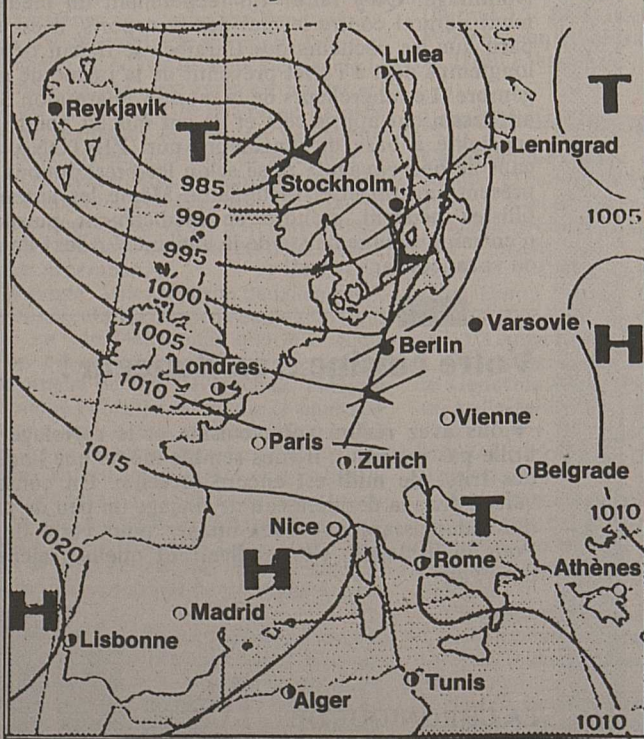 Lulea
T
Reykjavik
T
Leningrad
985
Stockholm
990
1005
995
1000
Varsovie
H
1005
Berlin
Londres
1010
Vienne
Paris
1015
Zurich
Belgrade
T
1010
Nice
1020
H
Rome
Athènes
H
Madrid
Lisbonne
Tunis
Alger
1010